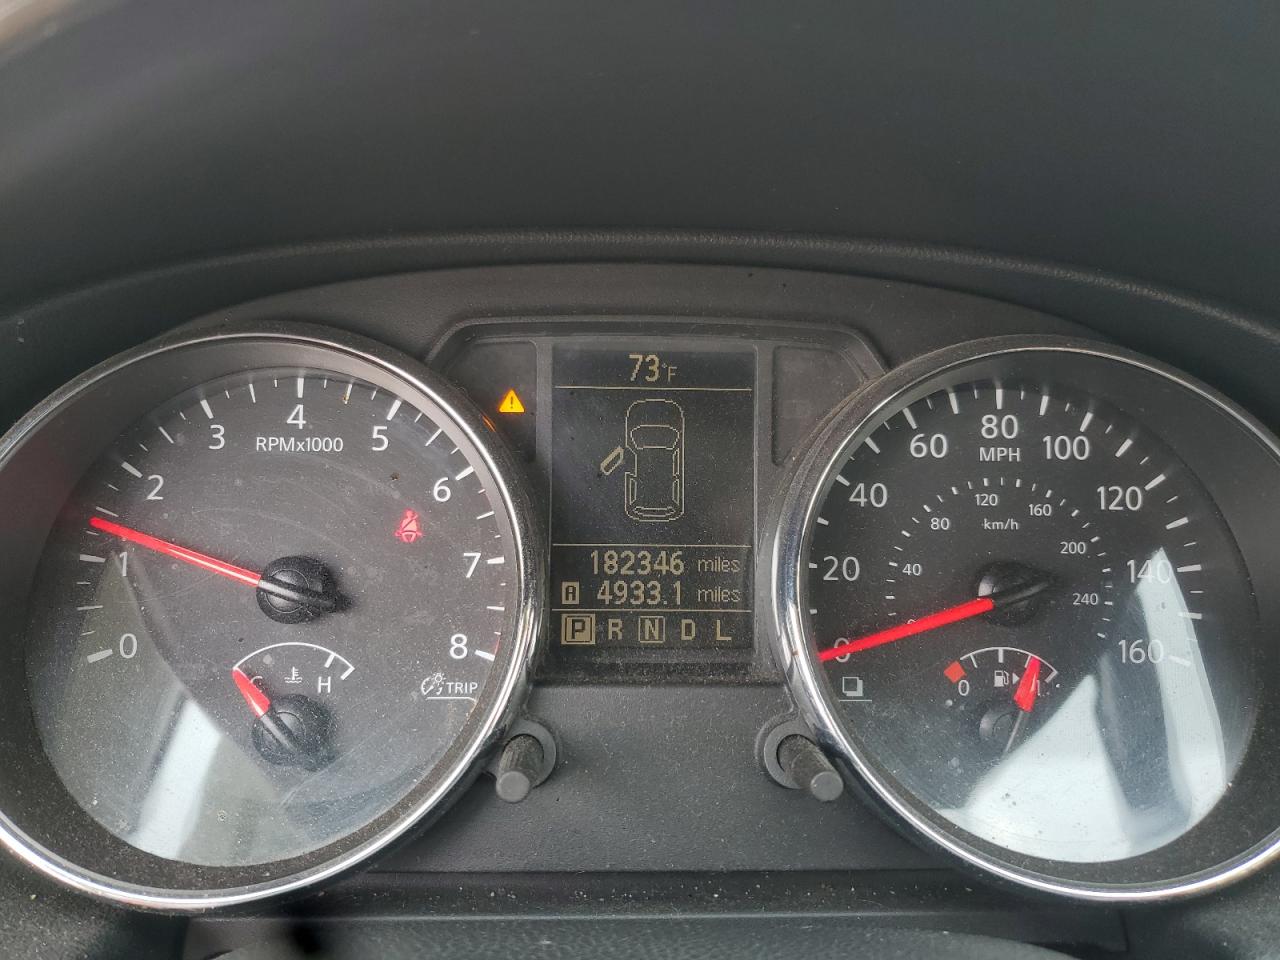 73°F
182346 miles
A 4933.1 miles
P R N D L
0 1 2 3 4 5 6 7 8
RPMx1000
C H
TRIP
0 20 40 60 80 100 120 140 160
MPH
40 80 120 160 200 240
km/h
0 1